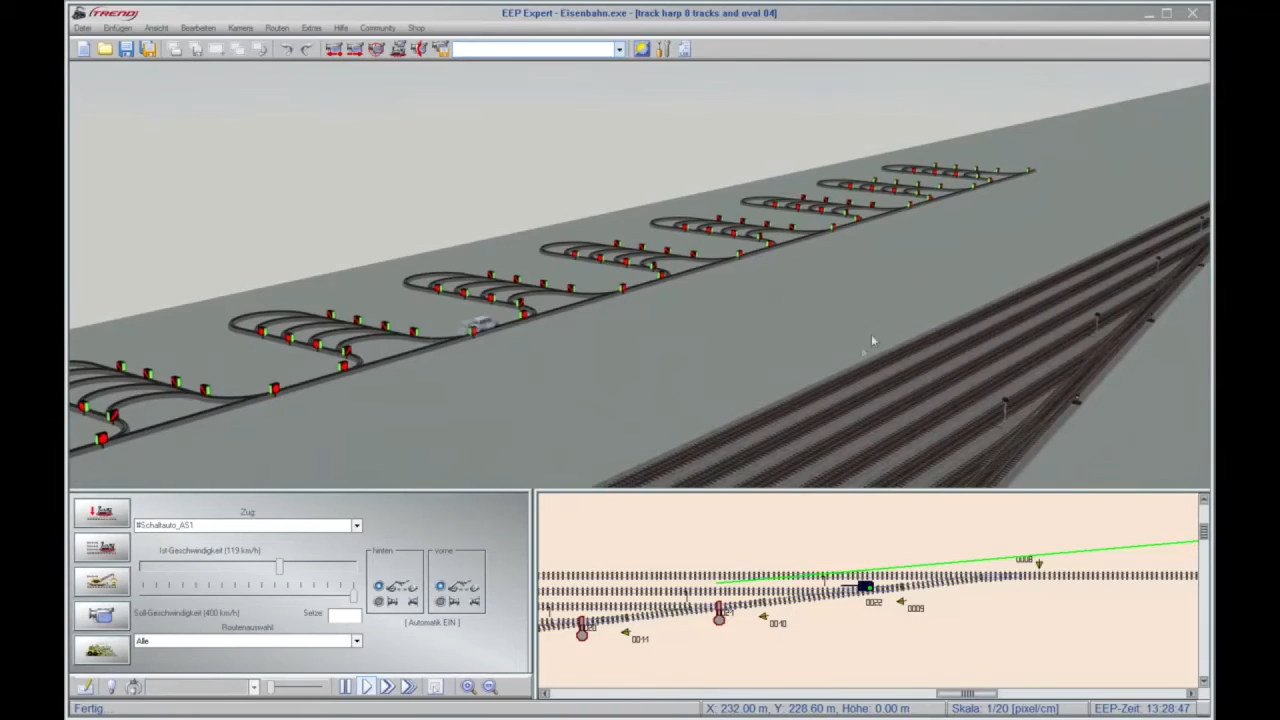 TREND
EEP Expert - Eisenbahn.exe - [track harp 8 tracks and oval 04]
Datei Einfügen Ansicht Bearbeiten Kamera Routen Extras Hilfe Community Shop
Zug:
#Schaltauto_AS1
Ist-Geschwindigkeit (119 km/h)
hinten
vorne
Soll-Geschwindigkeit (400 km/h)
Setze:
[ Automatik EIN ]
Routenauswahl:
Alle
0008
0022
0009
0010
0011
Fertig...
X: 232.00 m, Y: 228.60 m, Höhe: 0.00 m
Skala: 1/20 [pixel/cm]
EEP-Zeit: 13:28:47